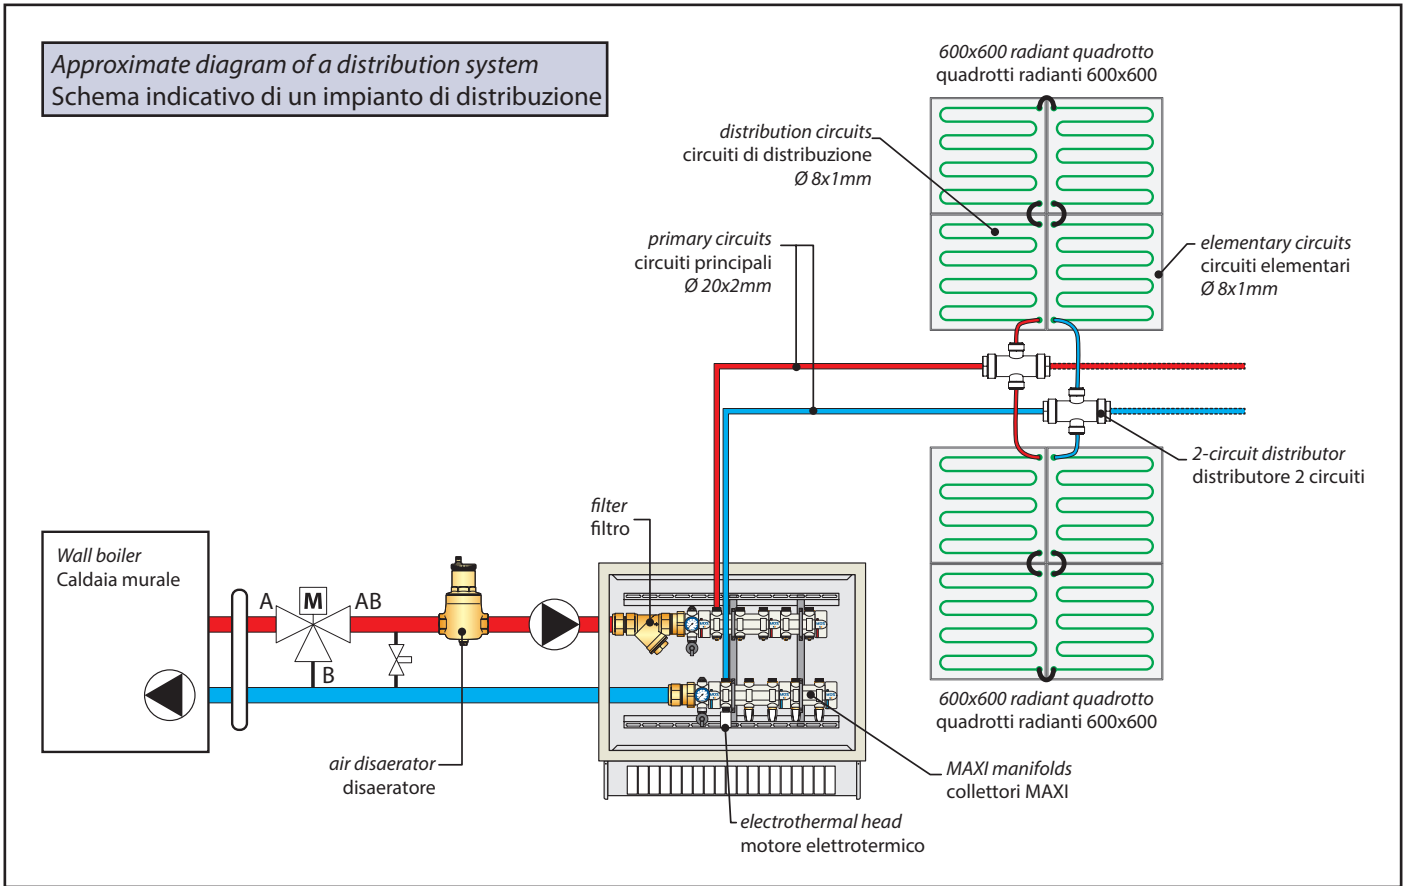 Approximate diagram of a distribution system
Schema indicativo di un impianto di distribuzione
600x600 radiant quadrotto
quadrotti radianti 600x600
distribution circuits
circuiti di distribuzione
Ø 8x1mm
primary circuits
circuiti principali
Ø 20x2mm
elementary circuits
circuiti elementari
Ø 8x1mm
2-circuit distributor
distributore 2 circuiti
filter
filtro
Wall boiler
Caldaia murale
A
M
AB
B
air disaerator
disaeratore
600x600 radiant quadrotto
quadrotti radianti 600x600
MAXI manifolds
collettori MAXI
electrothermal head
motore elettrotermico